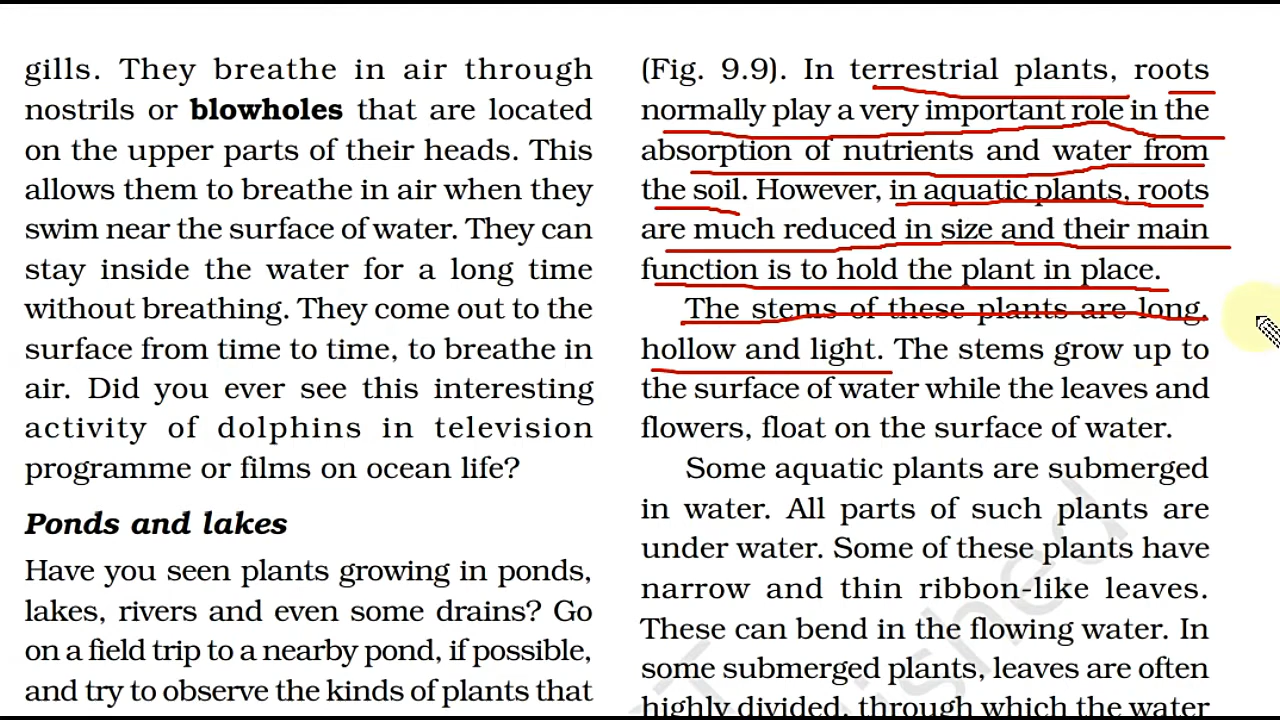 gills. They breathe in air through
nostrils or blowholes that are located
on the upper parts of their heads. This
allows them to breathe in air when they
swim near the surface of water. They can
stay inside the water for a long time
without breathing. They come out to the
surface from time to time, to breathe in
air. Did you ever see this interesting
activity of dolphins in television
programme or films on ocean life?
Ponds and lakes
Have you seen plants growing in ponds,
lakes, rivers and even some drains? Go
on a field trip to a nearby pond, if possible,
and try to observe the kinds of plants that
(Fig. 9.9). In terrestrial plants, roots
normally play a very important role in the
absorption of nutrients and water from
the soil. However, in aquatic plants, roots
are much reduced in size and their main
function is to hold the plant in place.
The stems of these plants are long,
hollow and light. The stems grow up to
the surface of water while the leaves and
flowers, float on the surface of water.
Some aquatic plants are submerged
in water. All parts of such plants are
under water. Some of these plants have
narrow and thin ribbon-like leaves.
These can bend in the flowing water. In
some submerged plants, leaves are often
highly divided, through which the water